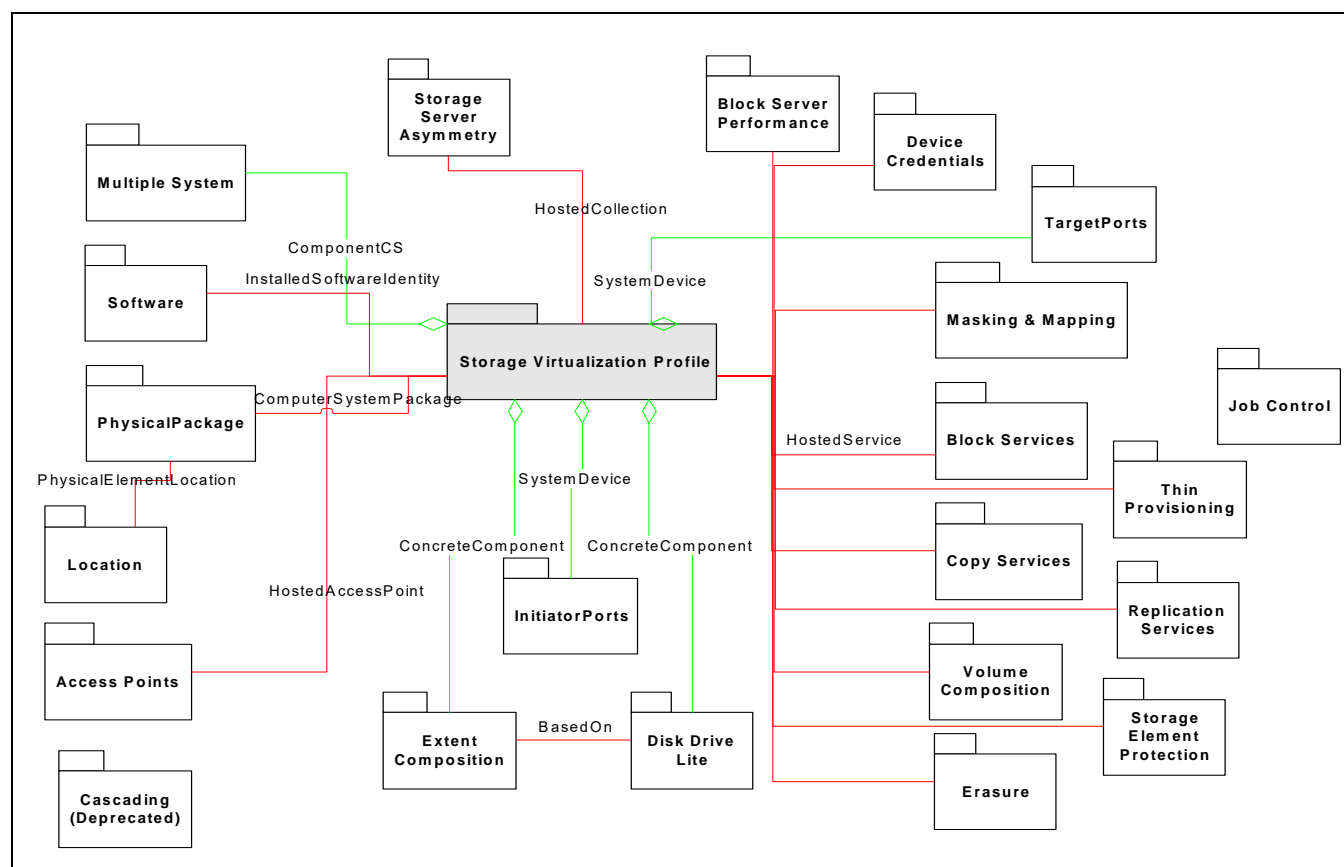 Storage
Server
Asymmetry
Block Server
Performance
Device
Credentials
Multiple System
TargetPorts
HostedCollection
ComponentCS
InstalledSoftwareIdentity
SystemDevice
Software
Masking & Mapping
Storage Virtualization Profile
ComputerSystemPackage
PhysicalPackage
Job Control
HostedService
Block Services
PhysicalElementLocation
SystemDevice
Thin
Provisioning
ConcreteComponent
ConcreteComponent
Copy Services
Location
HostedAccessPoint
InitiatorPorts
Replication
Services
Access Points
Volume
Composition
BasedOn
Extent
Composition
Disk Drive
Lite
Storage
Element
Protection
Erasure
Cascading
(Deprecated)